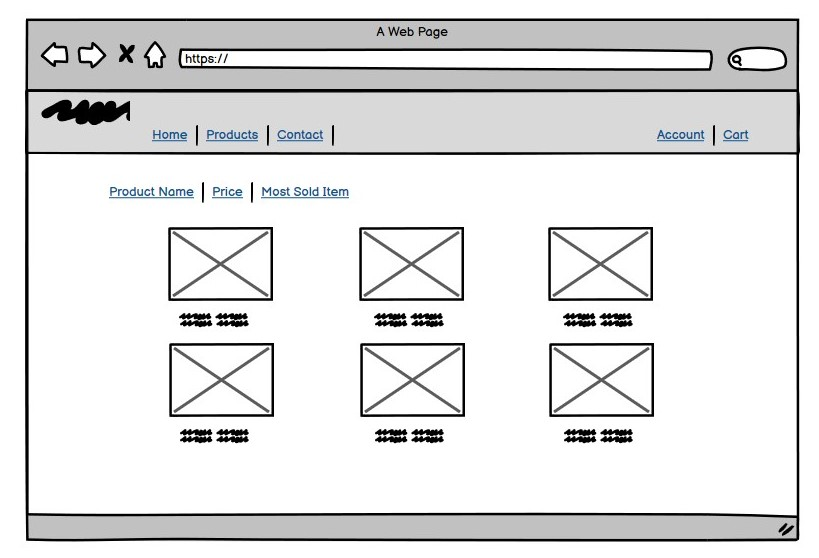 A Web Page
https://
Home Products Contact Account Cart
Product Name Price Most Sold Item